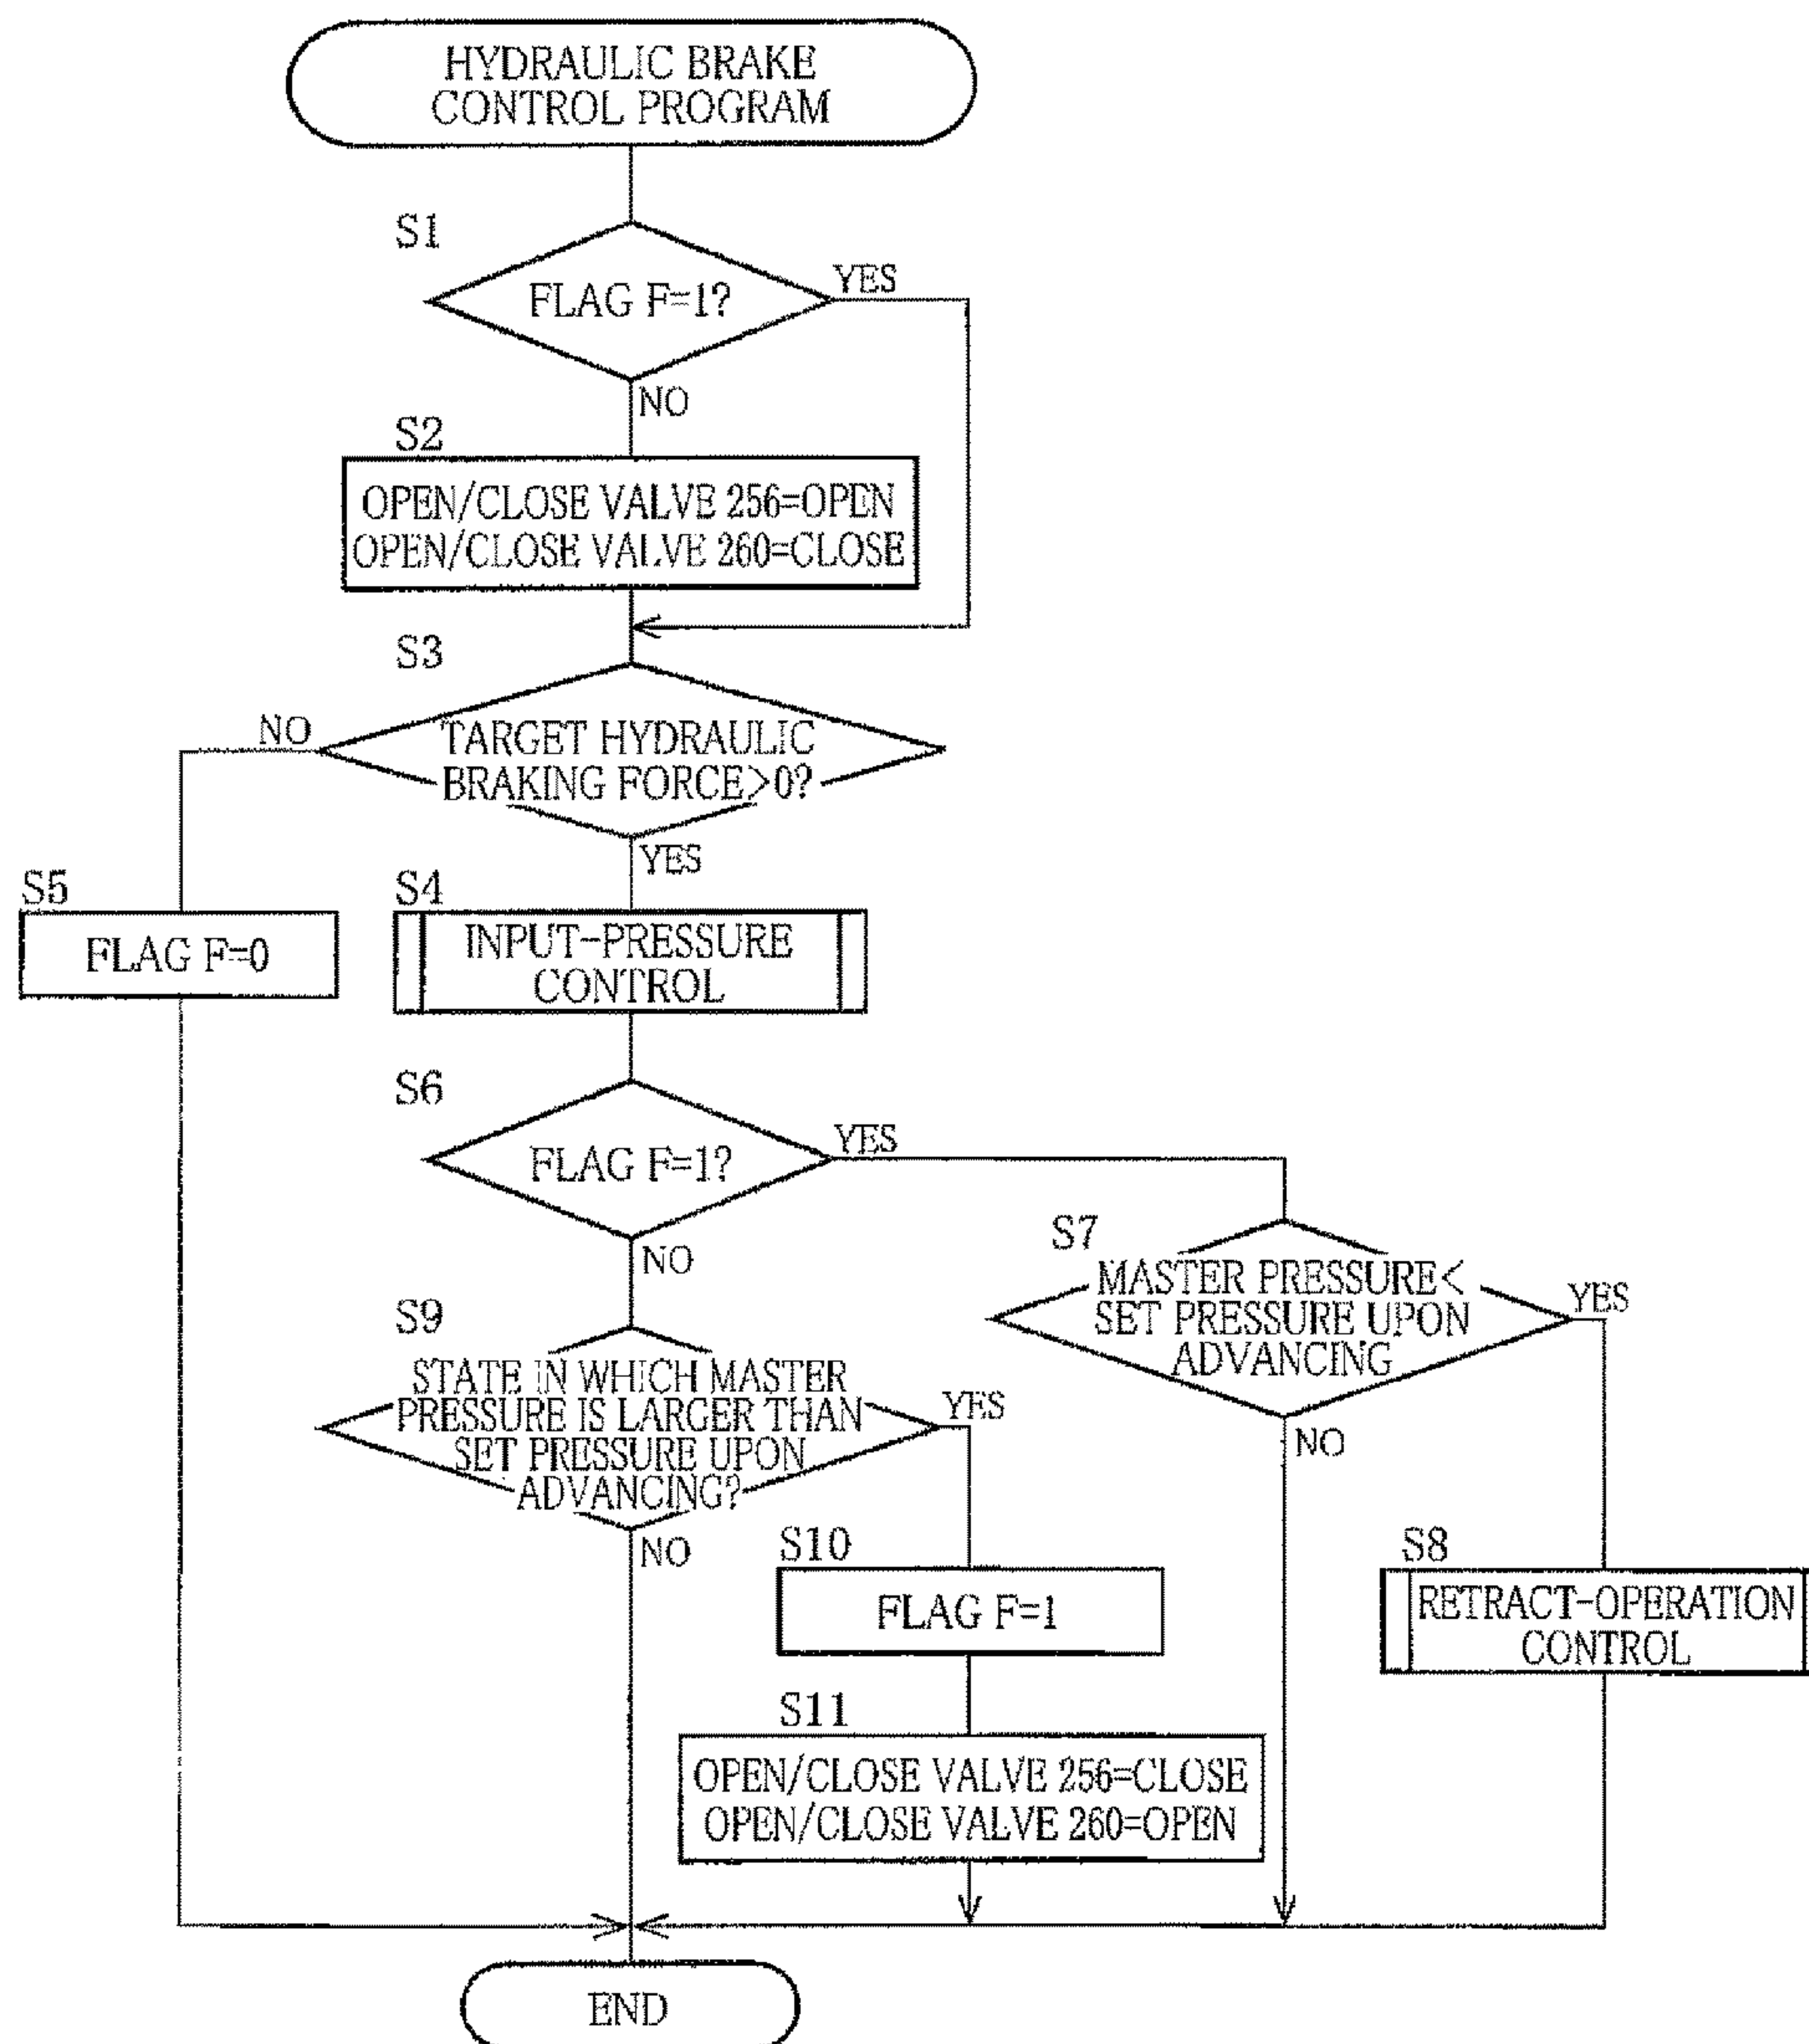 HYDRAULIC BRAKE
CONTROL PROGRAM
S1
FLAG F=1?
YES
NO
S2
OPEN/CLOSE VALVE 256=OPEN
OPEN/CLOSE VALVE 260=CLOSE
S3
TARGET HYDRAULIC
BRAKING FORCE>0?
NO
YES
S5
FLAG F=0
S4
INPUT-PRESSURE
CONTROL
S6
FLAG F=1?
YES
NO
S7
MASTER PRESSURE<
SET PRESSURE UPON
ADVANCING
YES
NO
S9
STATE IN WHICH MASTER
PRESSURE IS LARGER THAN
SET PRESSURE UPON
ADVANCING?
YES
NO
S10
FLAG F=1
S8
RETRACT-OPERATION
CONTROL
S11
OPEN/CLOSE VALVE 256=CLOSE
OPEN/CLOSE VALVE 260=OPEN
END